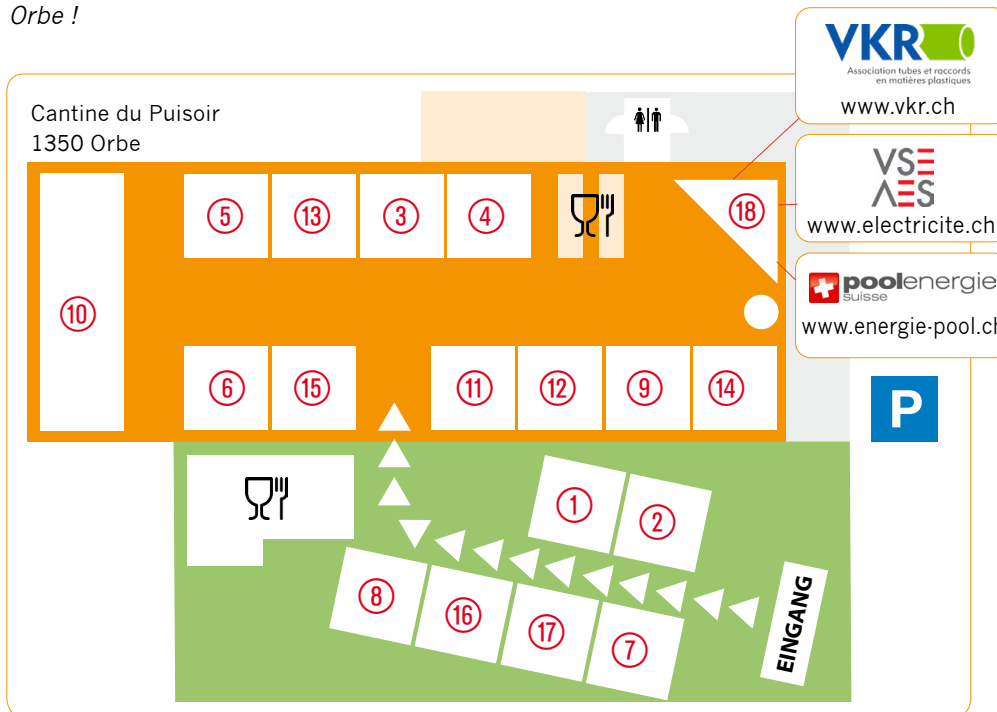 Orbe !
VKR
Association tubes et raccords
en matières plastiques
www.vkr.ch
Cantine du Puisoir
1350 Orbe
VSE
AES
www.electricite.ch
poolenergie
suisse
www.energie-pool.ch
5
13
3
4
18
10
6
15
11
12
9
14
P
1
2
8
16
17
7
EINGANG